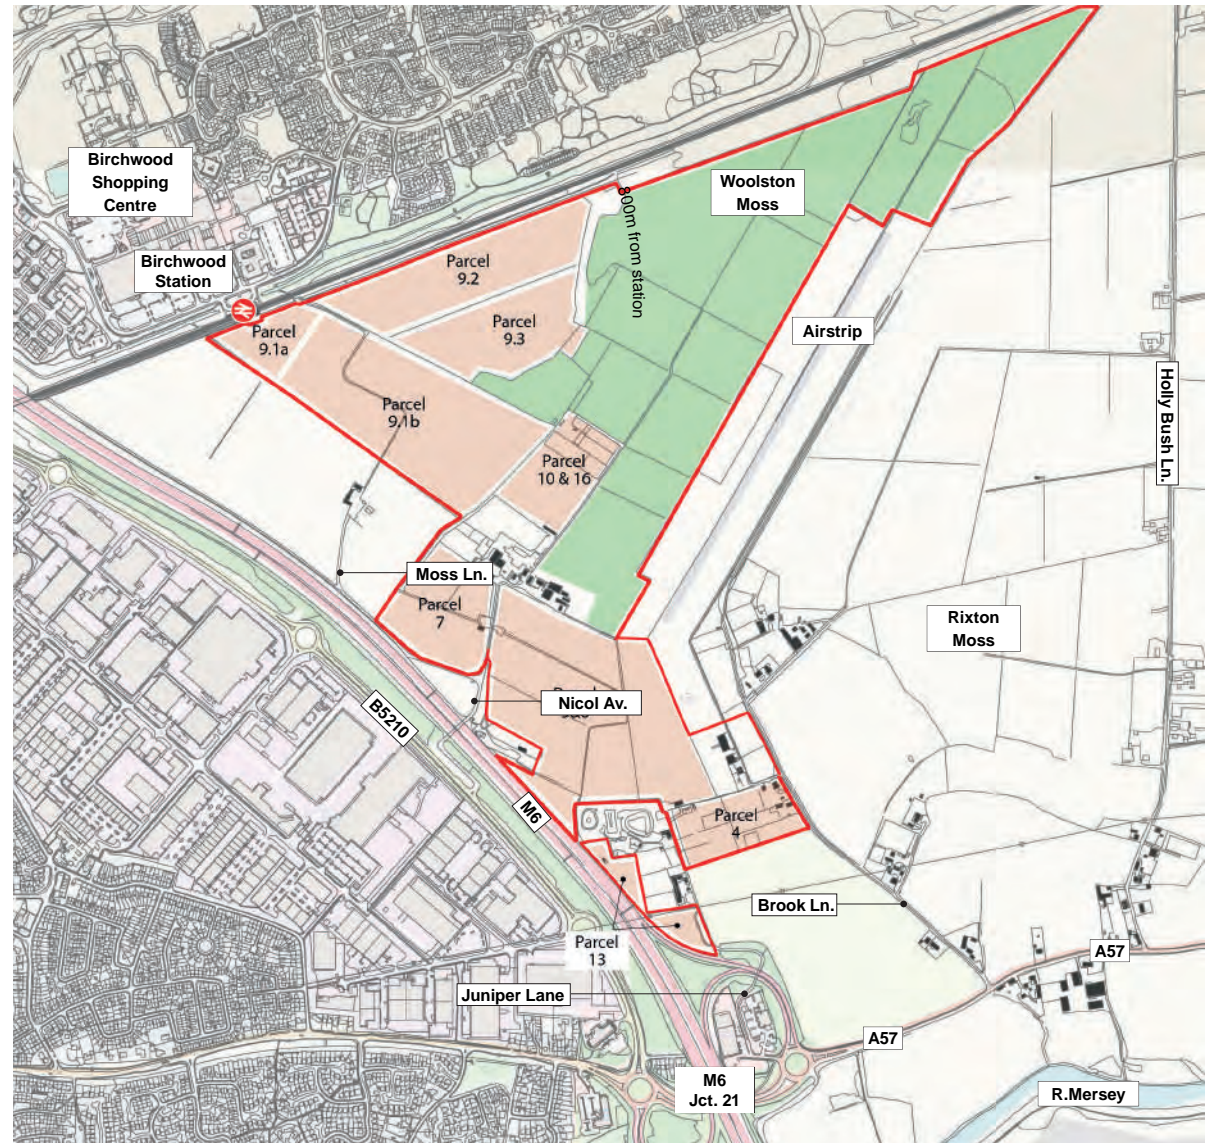 Birchwood
Shopping
Centre
Woolston
Moss
800m from station
Birchwood
Station
Parcel
9.2
Parcel
9.3
Parcel
9.1a
Airstrip
Parcel
9.1b
Holly Bush Ln.
Parcel
10 & 16
Moss Ln.
Parcel
7
Rixton
Moss
B5210
Nicol Av.
M6
Parcel
4
Brook Ln.
Parcel
13
A57
Juniper Lane
A57
M6
Jct. 21
R.Mersey